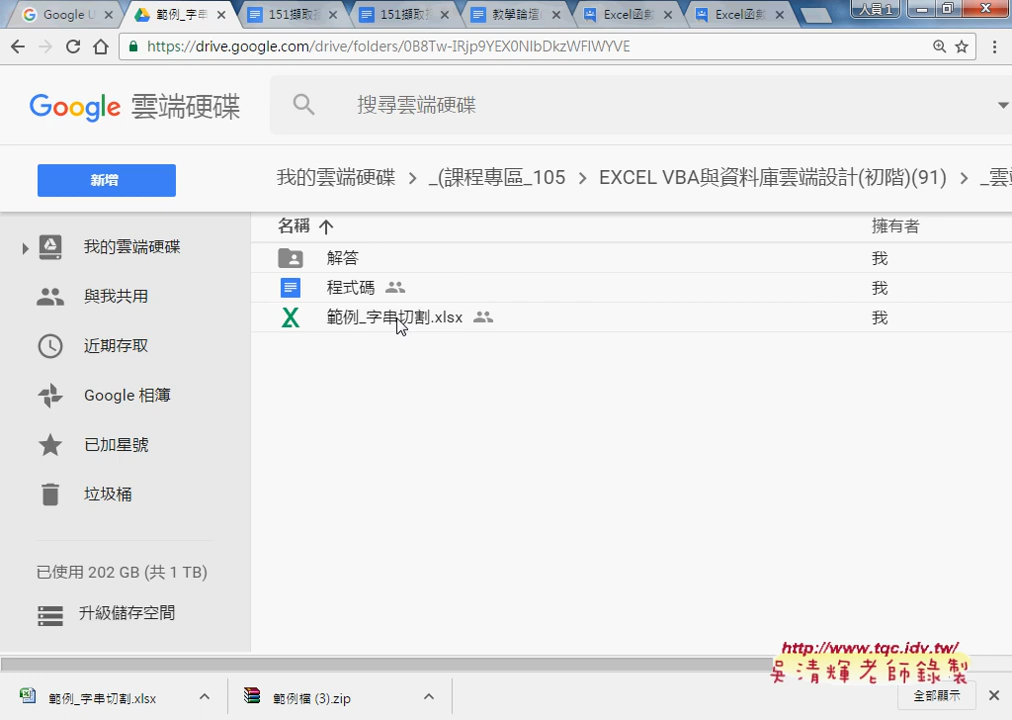 Google U
範例_字串
151擷取
151擷取
教學論壇
Excel函數
Excel函數
人員1
https://drive.google.com/drive/folders/0B8Tw-IRjp9YEX0NIbDkzWFlWYVE
Google 雲端硬碟
搜尋雲端硬碟
新增
我的雲端硬碟 > _(課程專區_105 > EXCEL VBA與資料庫雲端設計(初階)(91) > _雲
名稱
擁有者
我的雲端硬碟
解答
我
與我共用
程式碼
我
範例_字串切割.xlsx
我
近期存取
Google 相簿
已加星號
垃圾桶
已使用 202 GB (共 1 TB)
升級儲存空間
http://www.tqc.idv.tw/
吳清輝老師錄製
範例_字串切割.xlsx
範例檔 (3).zip
全部顯示